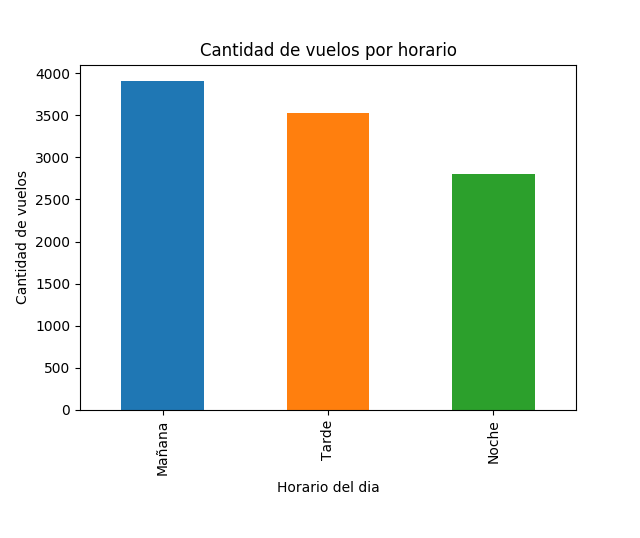 Cantidad de vuelos por horario
Cantidad de vuelos
4000
3500
3000
2500
2000
1500
1000
500
0
Mañana
Tarde
Noche
Horario del dia